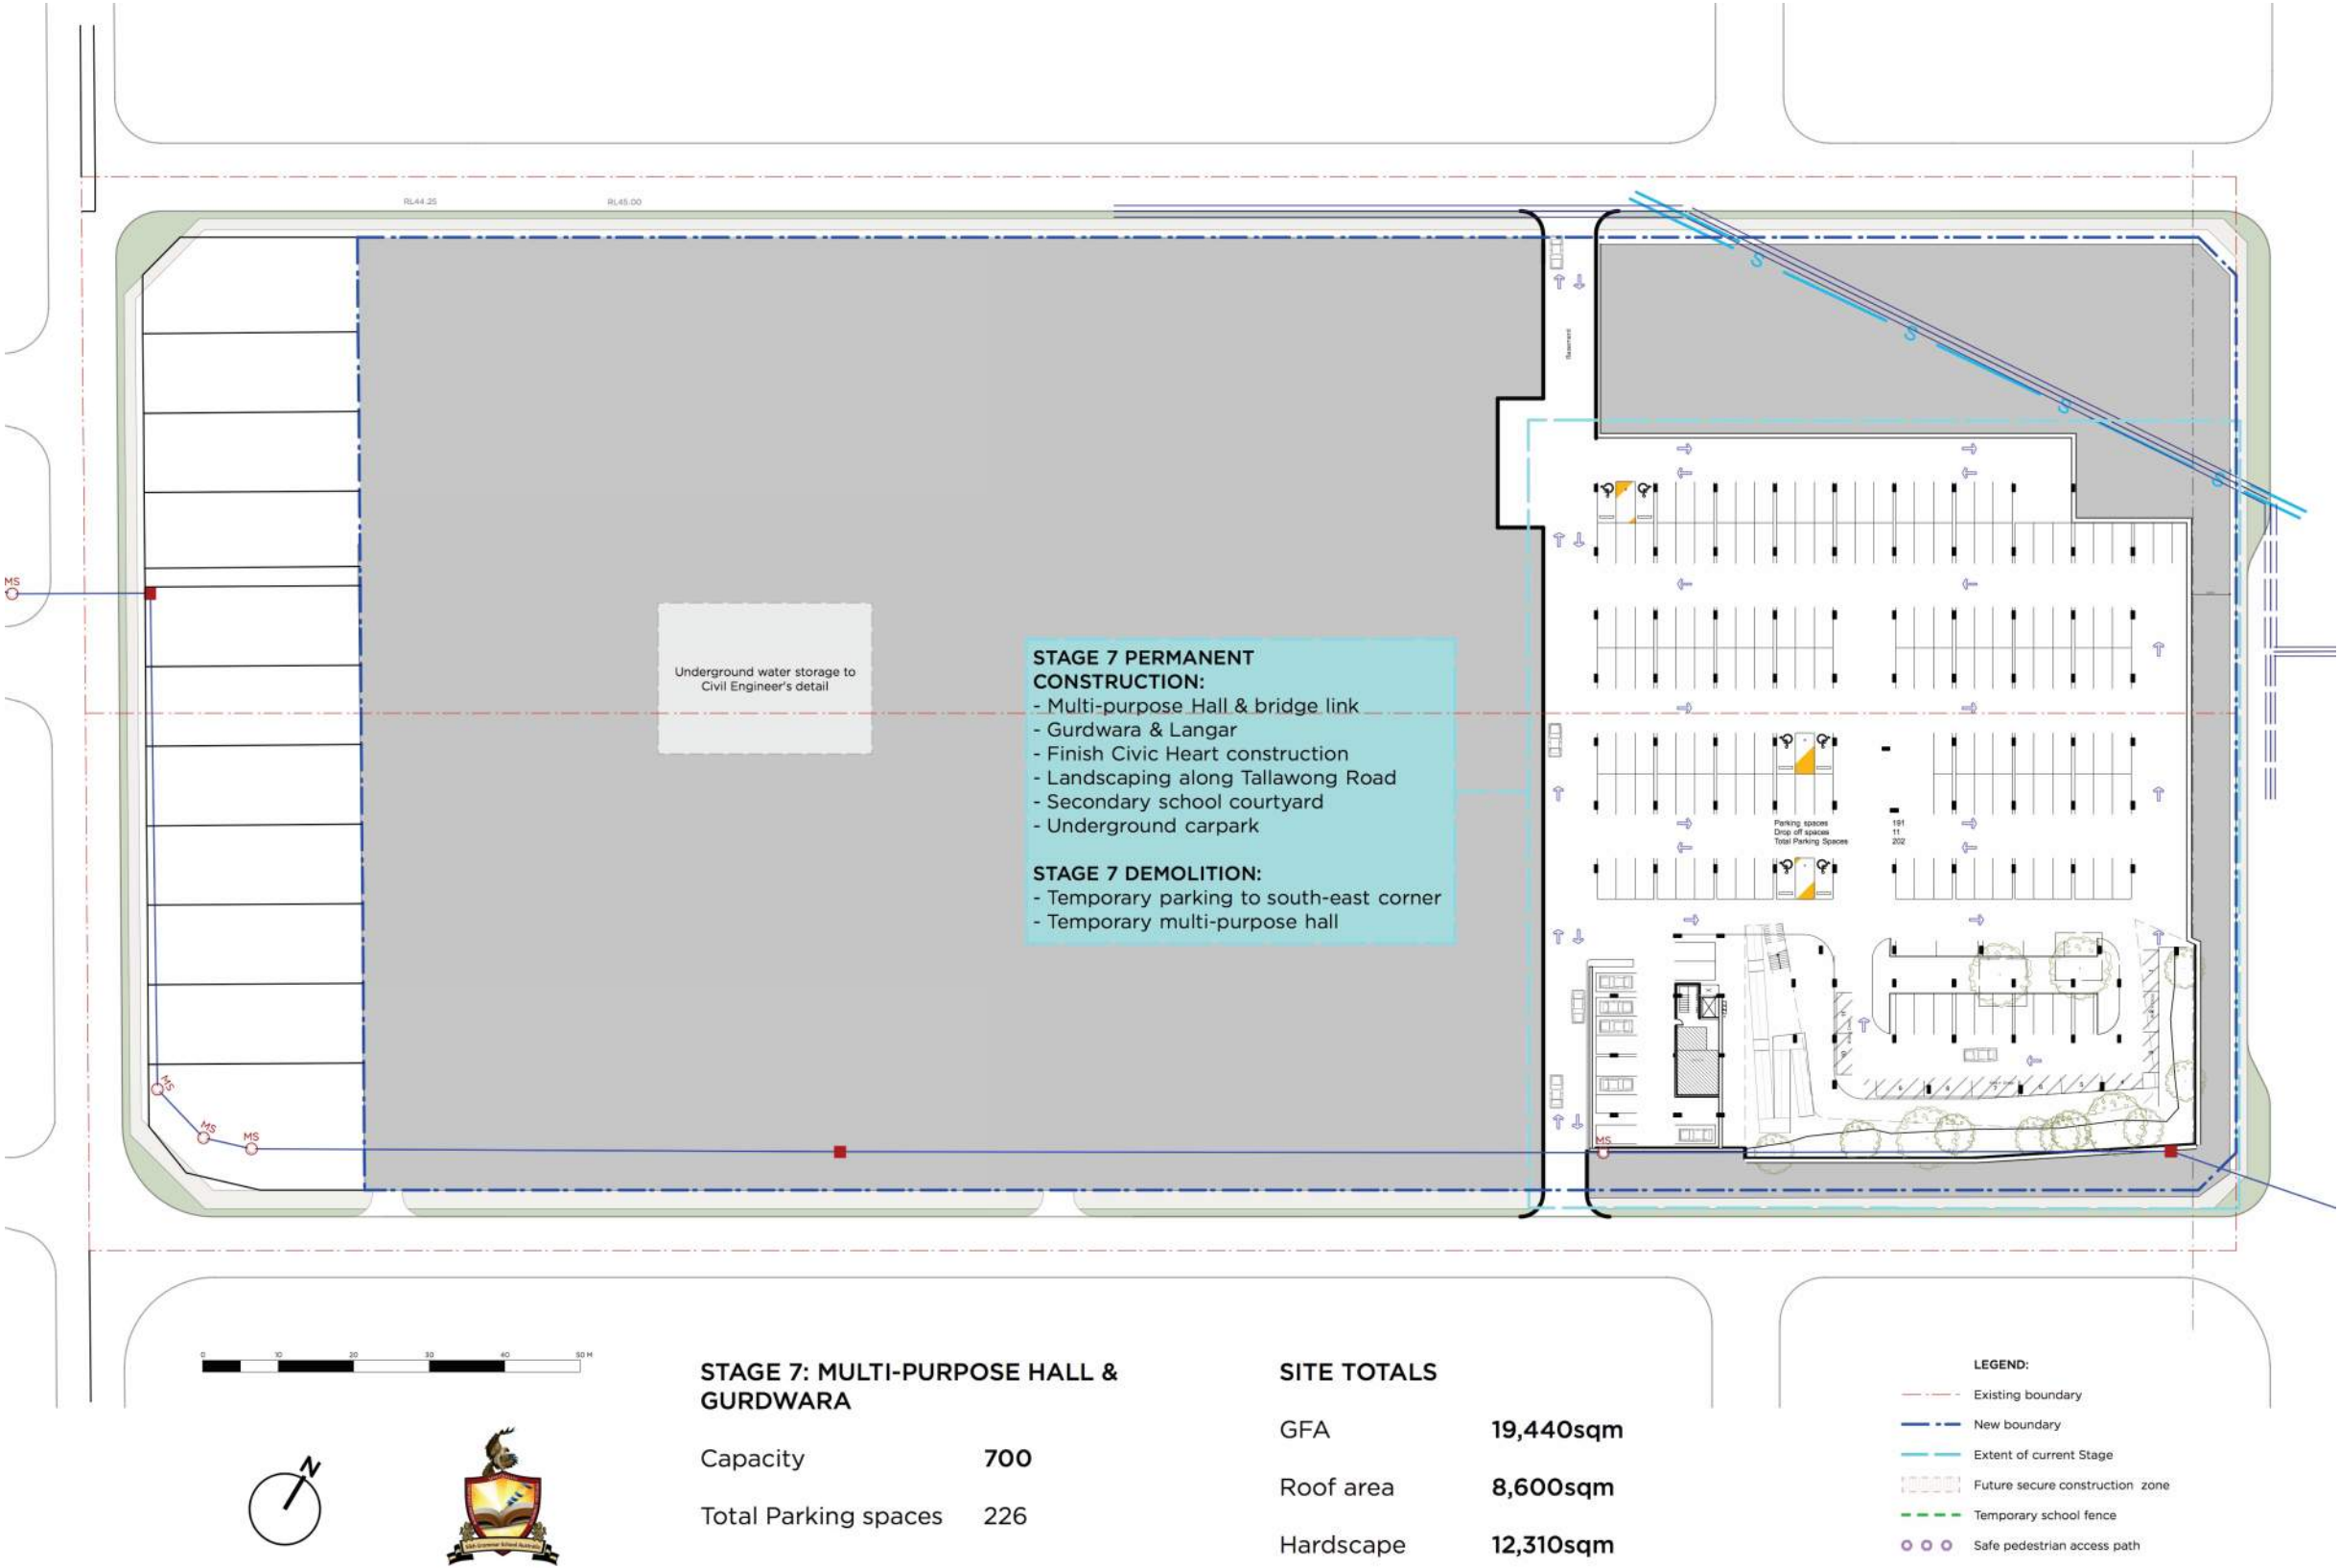 RL44.25
RL45.00
Basement
S
S
S
S
MS
Underground water storage to
Civil Engineer's detail
STAGE 7 PERMANENT
CONSTRUCTION:
- Multi-purpose Hall & bridge link
- Gurdwara & Langar
- Finish Civic Heart construction
- Landscaping along Tallawong Road
- Secondary school courtyard
- Underground carpark
STAGE 7 DEMOLITION:
- Temporary parking to south-east corner
- Temporary multi-purpose hall
Parking spaces 191
Drop off spaces 11
Total Parking Spaces 202
MS
MS
MS
MS
0 10 20 30 40 50 M
N
Sikh Grammar School Australia
STAGE 7: MULTI-PURPOSE HALL &
GURDWARA
Capacity 700
Total Parking spaces 226
SITE TOTALS
GFA 19,440sqm
Roof area 8,600sqm
Hardscape 12,310sqm
LEGEND:
Existing boundary
New boundary
Extent of current Stage
Future secure construction zone
Temporary school fence
Safe pedestrian access path